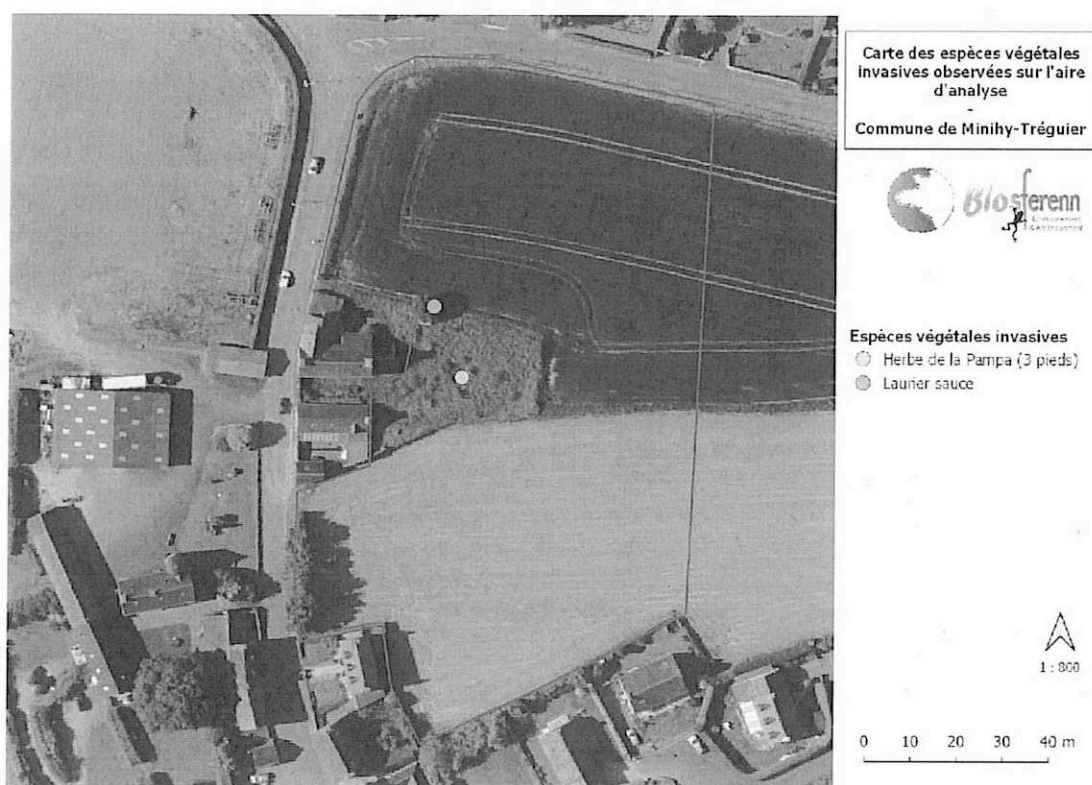 Carte des espèces végétales
invasives observées sur l'aire
d'analyse
-
Commune de Minihy-Tréguier
Biosferenn
Espèces végétales invasives
Herbe de la Pampa (3 pieds)
Laurier sauce
1 : 800
0 10 20 30 40 m